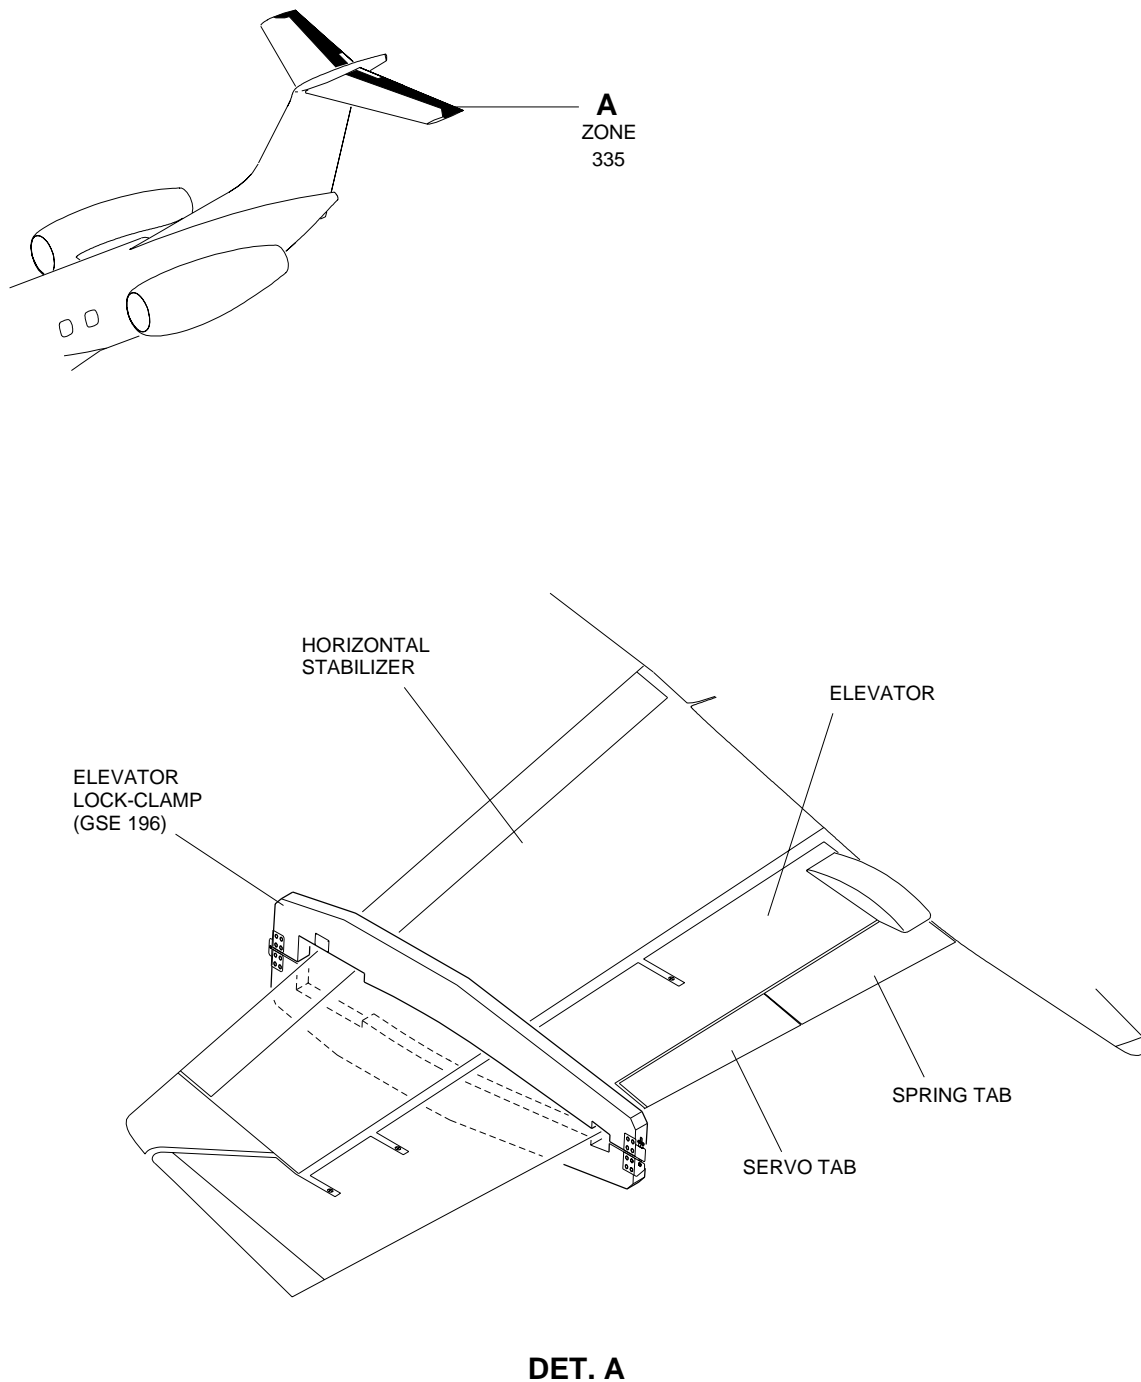 A
ZONE
335
HORIZONTAL
STABILIZER
ELEVATOR
ELEVATOR
LOCK-CLAMP
(GSE 196)
SPRING TAB
SERVO TAB
DET. A